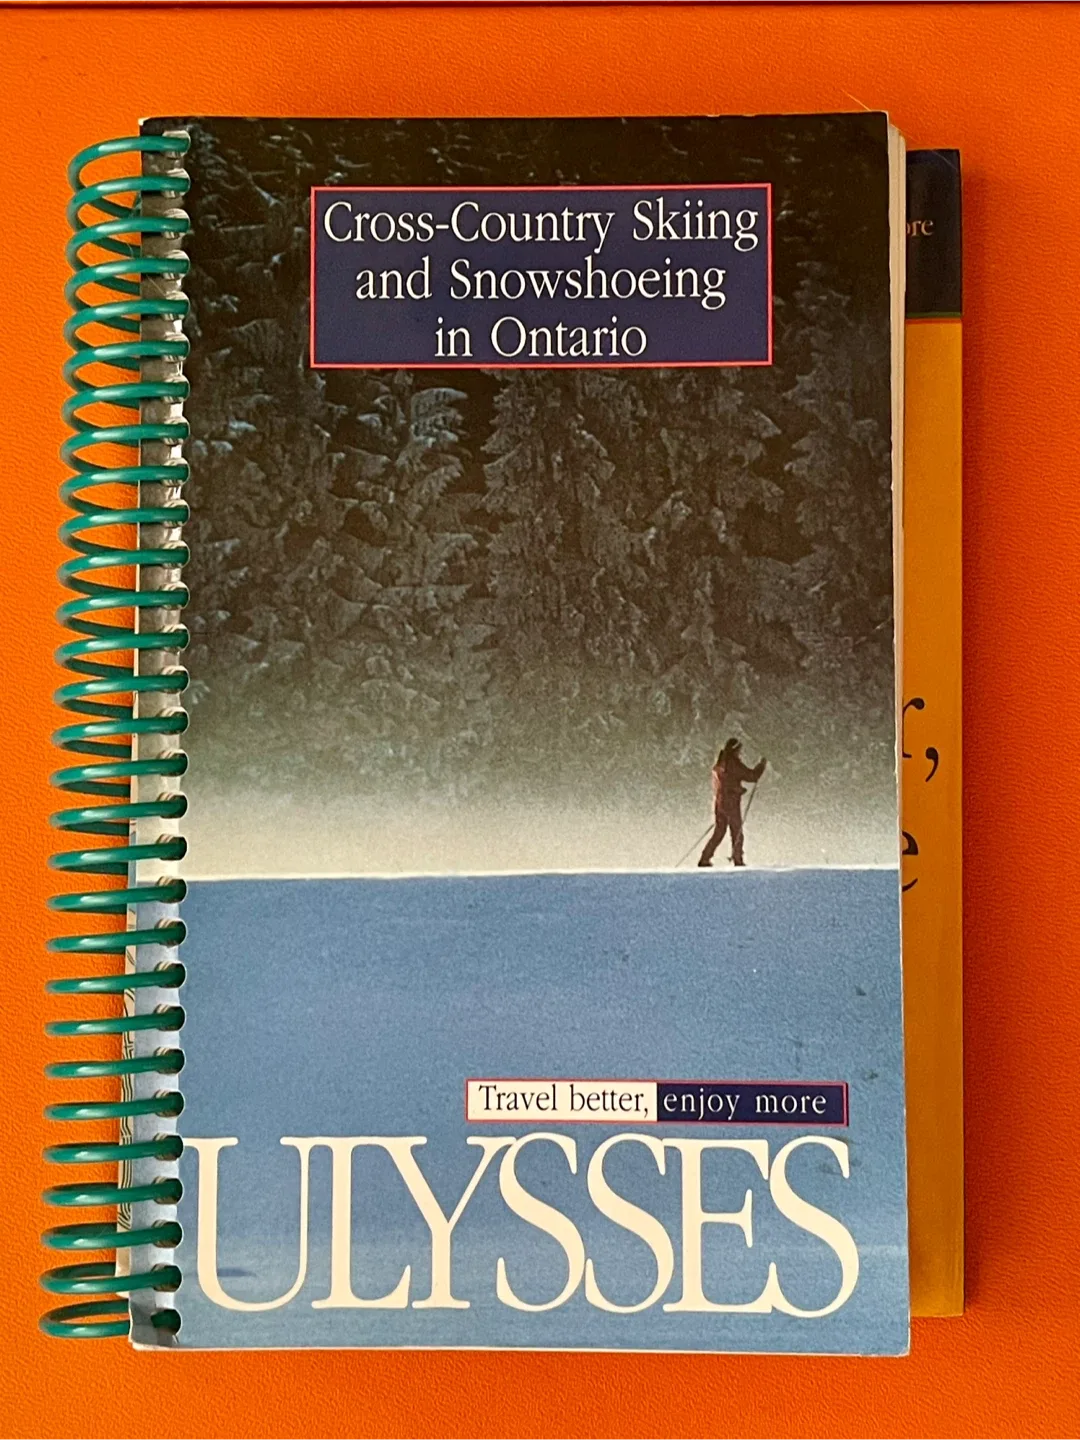 Cross-Country Skiing
and Snowshoeing
in Ontario
Travel better, enjoy more
ULYSSES